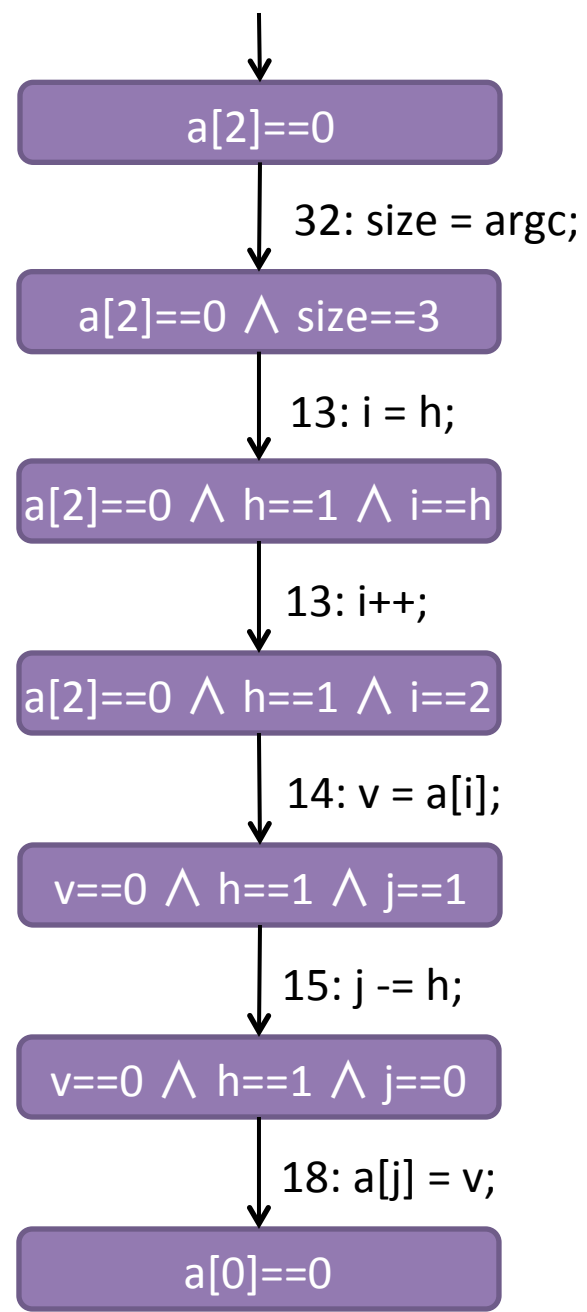 a[2]==0
32: size = argc;
a[2]==0 ∧ size==3
13: i = h;
a[2]==0 ∧ h==1 ∧ i==h
13: i++;
a[2]==0 ∧ h==1 ∧ i==2
14: v = a[i];
v==0 ∧ h==1 ∧ j==1
15: j -= h;
v==0 ∧ h==1 ∧ j==0
18: a[j] = v;
a[0]==0